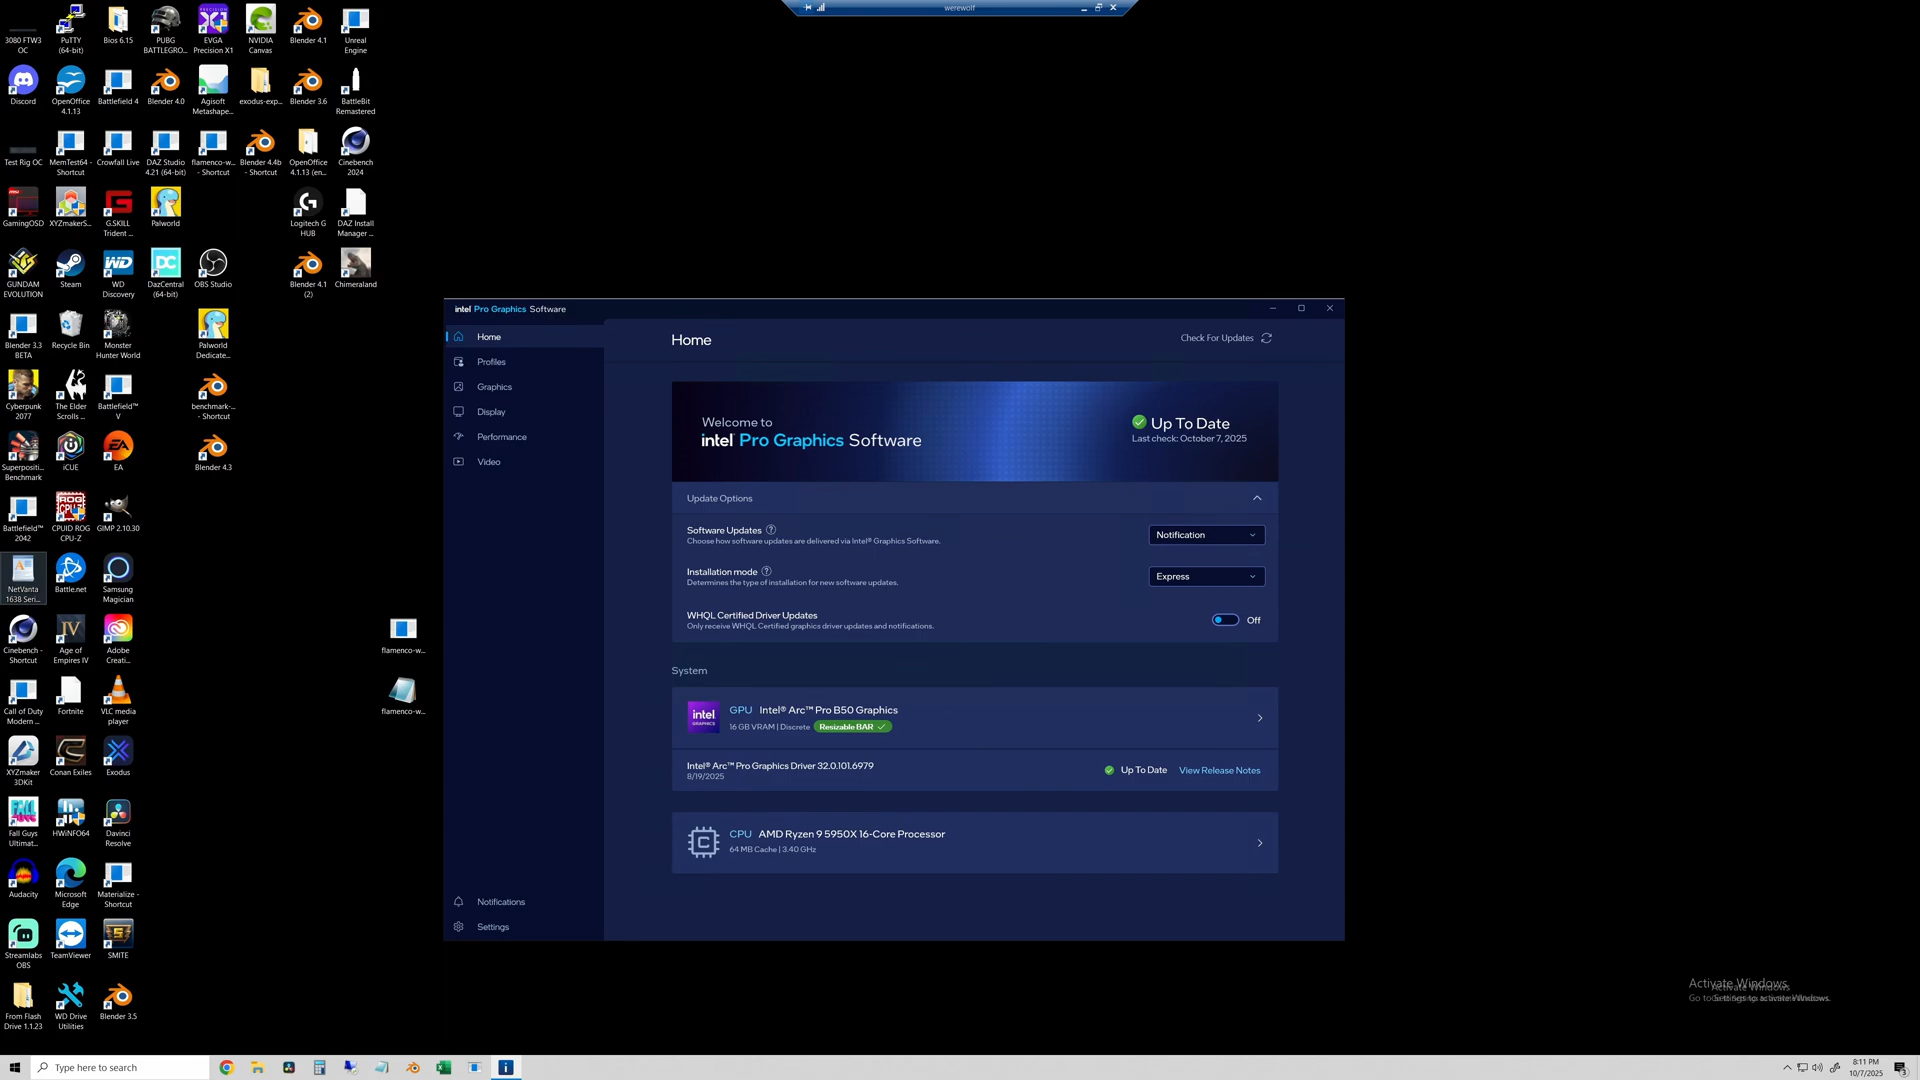 werewolf
3080 FTW3
OC
PuTTY
(64-bit)
Bios 6.15
PUBG
BATTLEGRO...
EVGA
Precision X1
NVIDIA
Canvas
Blender 4.1
Unreal
Engine
Discord
OpenOffice
4.1.13
Battlefield 4
Blender 4.0
Agisoft
Metashape...
exodus-exp...
Blender 3.6
BattleBit
Remastered
Test Rig OC
MemTest64 -
Shortcut
Crowfall Live
DAZ Studio
4.21 (64-bit)
flamenco-w...
- Shortcut
Blender 4.4b
- Shortcut
OpenOffice
4.1.13 (en...
Cinebench
2024
GamingOSD
XYZmakerS...
G.SKILL
Trident ...
Palworld
Logitech G
HUB
DAZ Install
Manager ...
GUNDAM
EVOLUTION
Steam
WD
Discovery
DazCentral
(64-bit)
OBS Studio
Blender 4.1
(2)
Chimeraland
Blender 3.3
BETA
Recycle Bin
Monster
Hunter World
Palworld
Dedicate...
Cyberpunk
2077
The Elder
Scrolls ...
Battlefield™
V
benchmark-...
- Shortcut
Superpositi...
Benchmark
iCUE
EA
Blender 4.3
Battlefield™
2042
CPUID ROG
CPU-Z
GIMP 2.10.30
NetVanta
1638 Seri...
Battle.net
Samsung
Magician
Cinebench -
Shortcut
Age of
Empires IV
Adobe
Creati...
flamenco-w...
Call of Duty
Modern ...
Fortnite
VLC media
player
flamenco-w...
XYZmaker
3DKit
Conan Exiles
Exodus
Fall Guys
Ultimat...
HWiNFO64
Davinci
Resolve
Audacity
Microsoft
Edge
Materialize -
Shortcut
Streamlabs
OBS
TeamViewer
SMITE
From Flash
Drive 1.1.23
WD Drive
Utilities
Blender 3.5
intel Pro Graphics Software
Home
Profiles
Graphics
Display
Performance
Video
Notifications
Settings
Home
Check For Updates
Welcome to
intel Pro Graphics Software
Up To Date
Last check: October 7, 2025
Update Options
Software Updates
Choose how software updates are delivered via Intel® Graphics Software.
Notification
Installation mode
Determines the type of installation for new software updates.
Express
WHQL Certified Driver Updates
Only receive WHQL Certified graphics driver updates and notifications.
Off
System
intel
GRAPHICS
GPU Intel® Arc™ Pro B50 Graphics
16 GB VRAM | Discrete Resizable BAR
Intel® Arc™ Pro Graphics Driver 32.0.101.6979
8/19/2025
Up To Date View Release Notes
CPU AMD Ryzen 9 5950X 16-Core Processor
64 MB Cache | 3.40 GHz
Activate Windows
Activate Windows
Go to Settings to activate Windows.
Type here to search
8:11 PM
10/7/2025
3